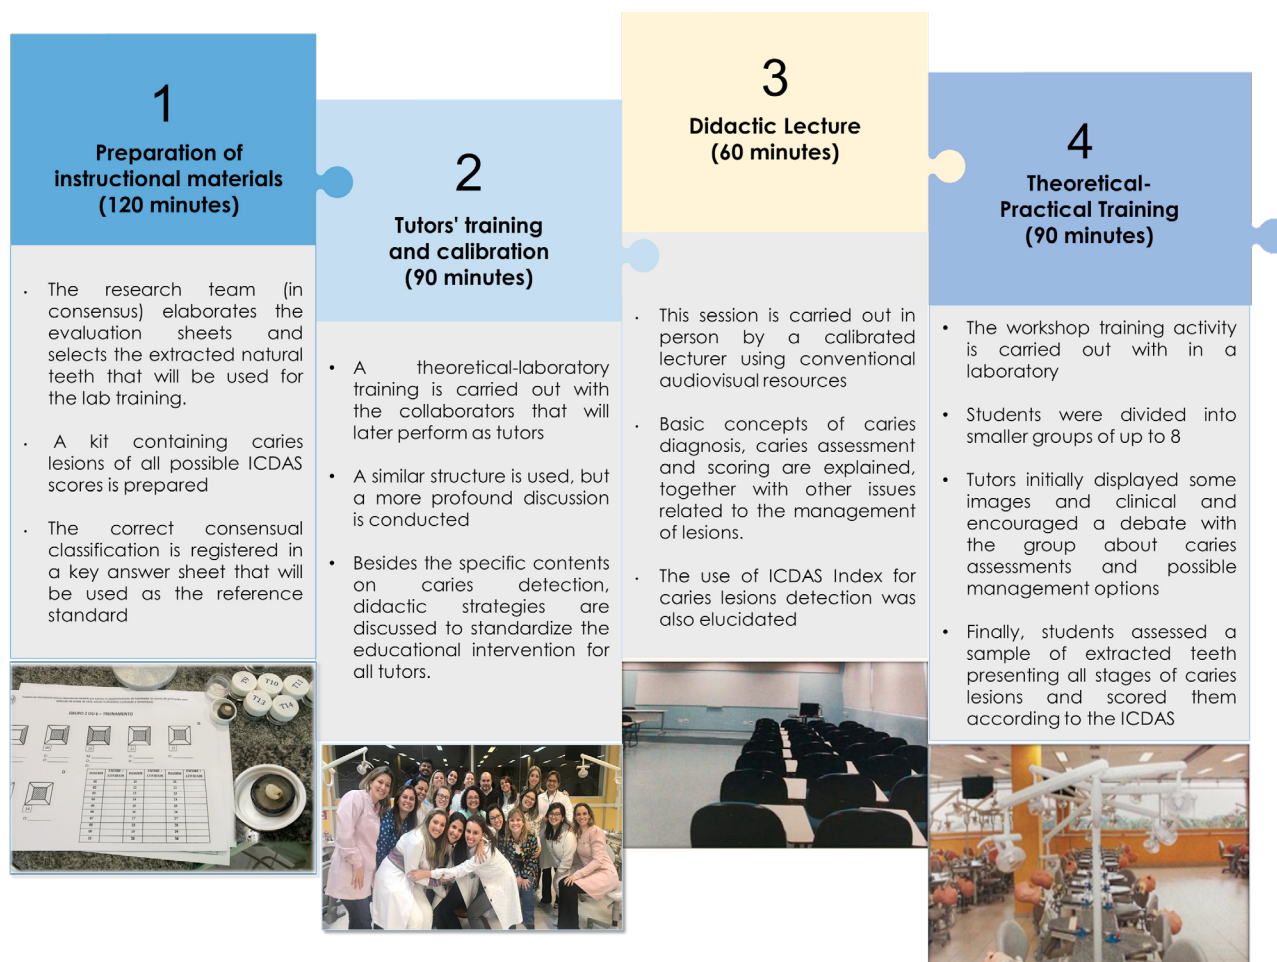 1
Preparation of
instructional materials
(120 minutes)
• The research team (in
consensus) elaborates the
evaluation sheets and
selects the extracted natural
teeth that will be used for
the lab training.
• A kit containing caries
lesions of all possible ICDAS
scores is prepared
• The correct consensual
classification is registered in
a key answer sheet that will
be used as the reference
standard
2
Tutors' training
and calibration
(90 minutes)
• A theoretical-laboratory
training is carried out with
the collaborators that will
later perform as tutors
• A similar structure is used, but
a more profound discussion
is conducted
• Besides the specific contents
on caries detection,
didactic strategies are
discussed to standardize the
educational intervention for
all tutors.
3
Didactic Lecture
(60 minutes)
• This session is carried out in
person by a calibrated
lecturer using conventional
audiovisual resources
• Basic concepts of caries
diagnosis, caries assessment
and scoring are explained,
together with other issues
related to the management
of lesions.
• The use of ICDAS Index for
caries lesions detection was
also elucidated
4
Theoretical-
Practical Training
(90 minutes)
• The workshop training activity
is carried out with in a
laboratory
• Students were divided into
smaller groups of up to 8
• Tutors initially displayed some
images and clinical and
encouraged a debate with
the group about caries
assessments and possible
management options
• Finally, students assessed a
sample of extracted teeth
presenting all stages of caries
lesions and scored them
according to the ICDAS
T10
T11
T13
T14
TREINAMENTO